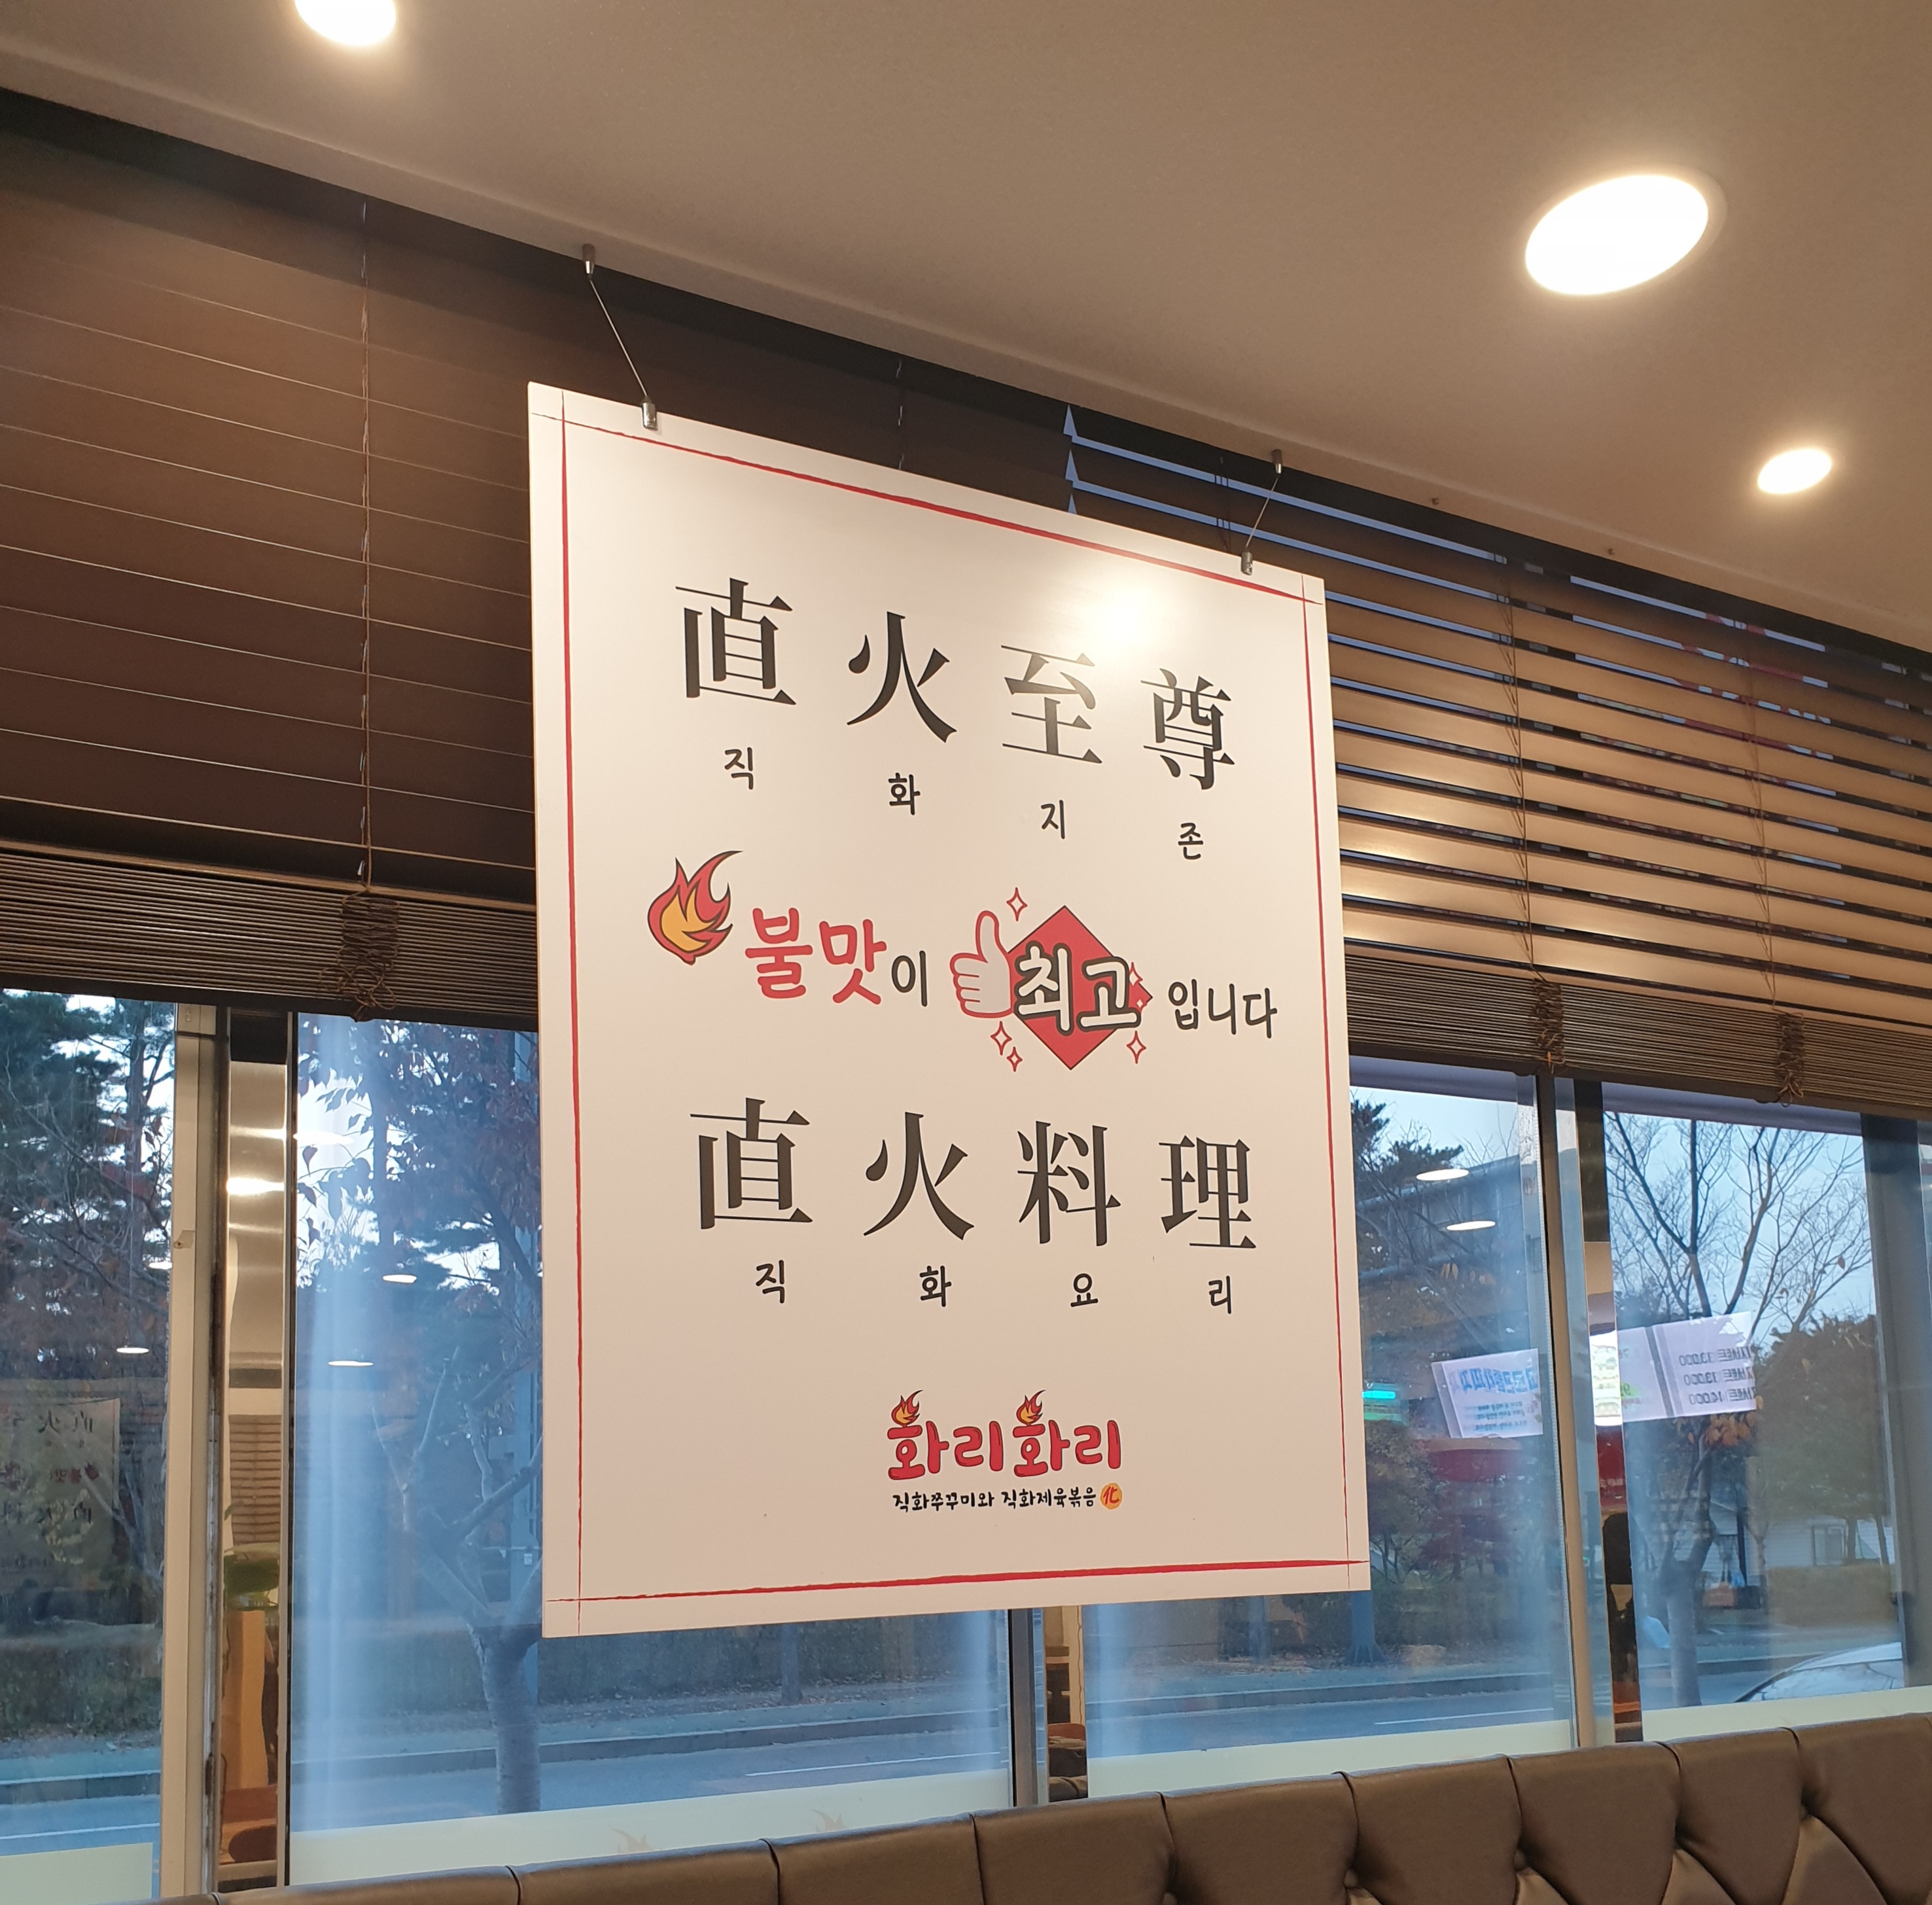 直火至尊
직화지존
불맛이 최고 입니다
直火料理
직화요리
화리화리
직화쭈꾸미와 직화제육볶음